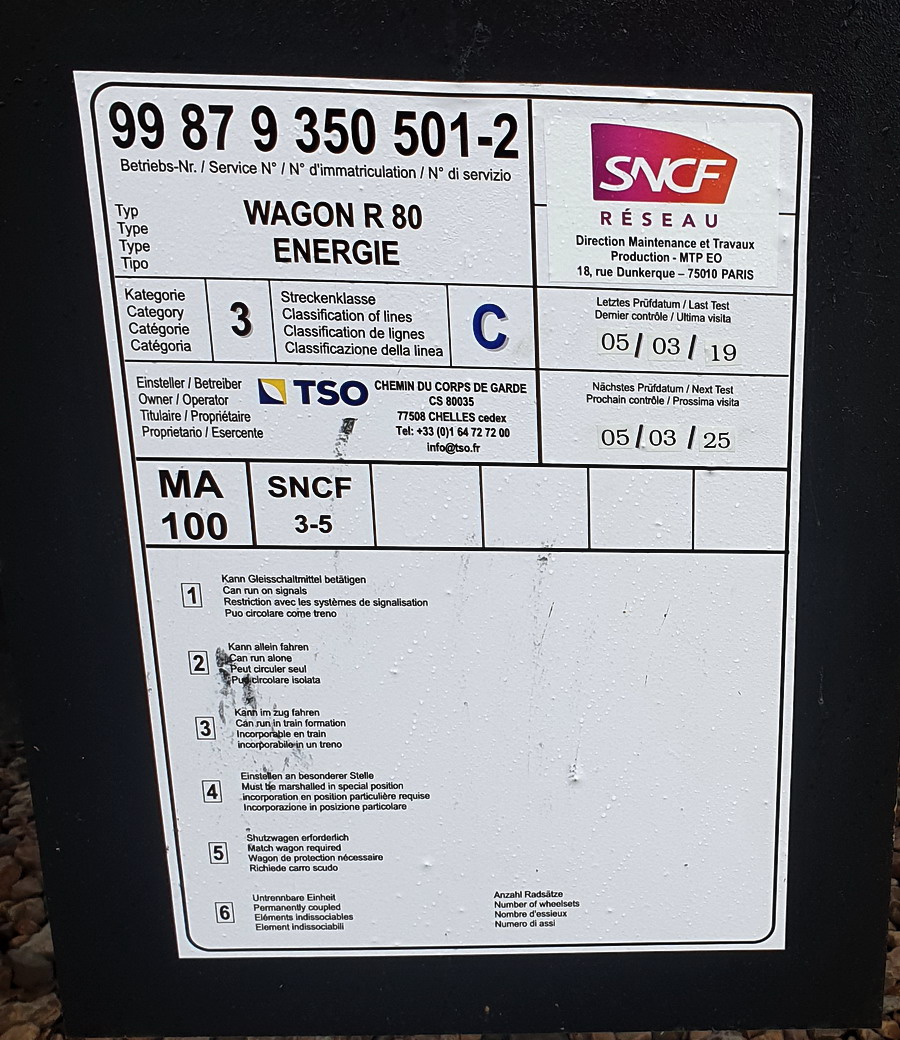 99 87 9 350 501-2
Betriebs-Nr. / Service N° / N° d'immatriculation / N° di servizio
Typ
Type
Type
Tipo
WAGON R 80
ENERGIE
SNCF
RÉSEAU
Direction Maintenance et Travaux
Production - MTP EO
18, rue Dunkerque – 75010 PARIS
Kategorie
Category
Catégorie
Catégoria
3
Streckenklasse
Classification of lines
Classification de lignes
Classificazione della linea
C
Letztes Prüfdatum / Last Test
Dernier contrôle / Ultima visita
05 / 03 / 19
Einsteller / Betreiber
Owner / Operator
Titulaire / Propriétaire
Proprietario / Esercente
TSO
CHEMIN DU CORPS DE GARDE
CS 80035
77508 CHELLES cedex
Tel: +33 (0)1 64 72 72 00
info@tso.fr
Nächstes Prüfdatum / Next Test
Prochain contrôle / Prossima visita
05 / 03 / 25
MA
100
SNCF
3-5
1
Kann Gleisschaltmittel betätigen
Can run on signals
Restriction avec les systèmes de signalisation
Puo circolare come treno
2
Kann allein fahren
Can run alone
Peut circuler seul
Puo circolare isolata
3
Kann im zug fahren
Can run in train formation
Incorporable en train
incorporabile in un treno
4
Einstellen an besonderer Stelle
Must be marshalled in special position
incorporation en position particulière requise
Incorporazione in posizione particolare
5
Shutzwagen erforderlich
Match wagon required
Wagon de protection nécessaire
Richiede carro scudo
6
Untrennbare Einheit
Permanently coupled
Eléments indissociables
Element indissociabili
Anzahl Radsätze
Number of wheelsets
Nombre d'essieux
Numero di assi